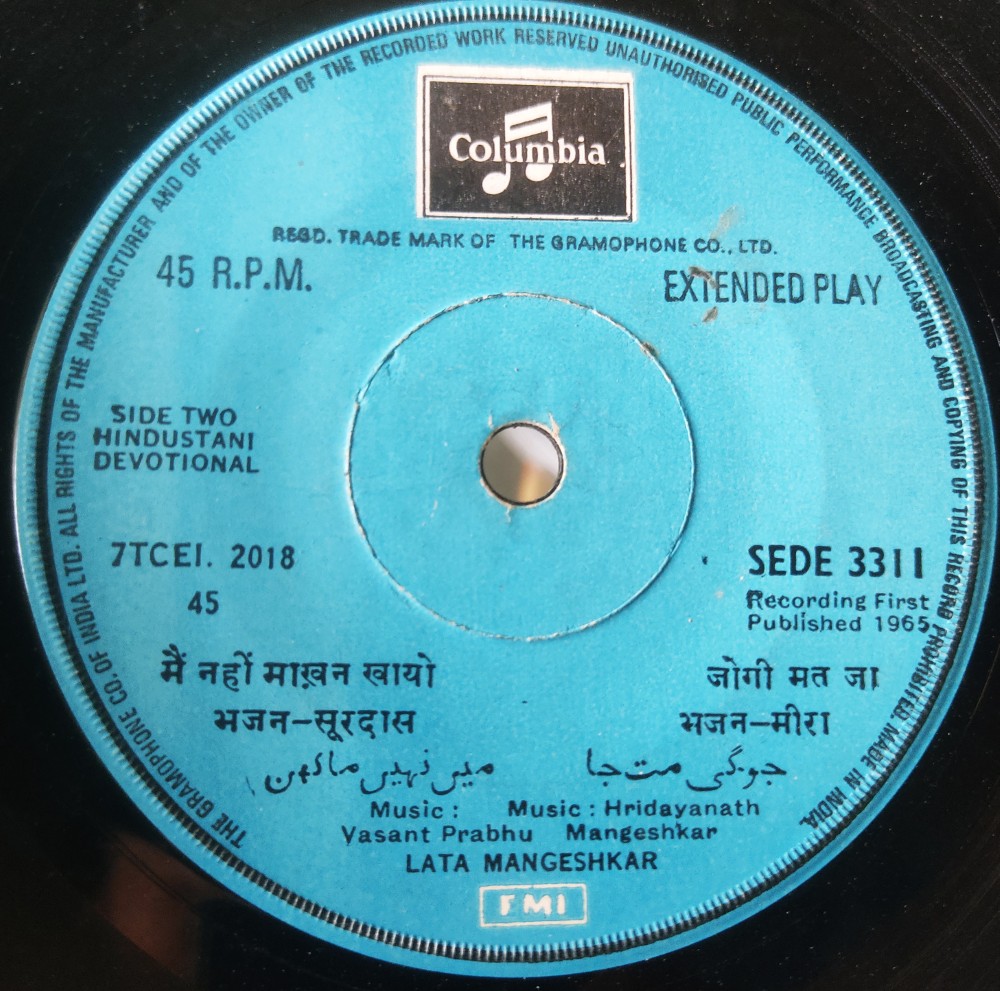 THE GRAMOPHONE CO. OF INDIA LTD. ALL RIGHTS OF THE MANUFACTURER AND OF THE OWNER OF THE RECORDED WORK RESERVED UNAUTHORISED PUBLIC PERFORMANCE BROADCASTING AND COPYING OF THIS RECORD PROHIBITED. MADE IN INDIA.
Columbia
REGD. TRADE MARK OF THE GRAMOPHONE CO., LTD.
45 R.P.M. EXTENDED PLAY
SIDE TWO
HINDUSTANI
DEVOTIONAL
7TCEI. 2018 SEDE 3311
45 Recording First
Published 1965.
मैं नहीं माख़न खायो जोगी मत जा
भजन-सूरदास भजन-मीरा
میں نہیں ماکھن جوگی مت جا
Music : Music : Hridayanath
Vasant Prabhu Mangeshkar
LATA MANGESHKAR
EMI